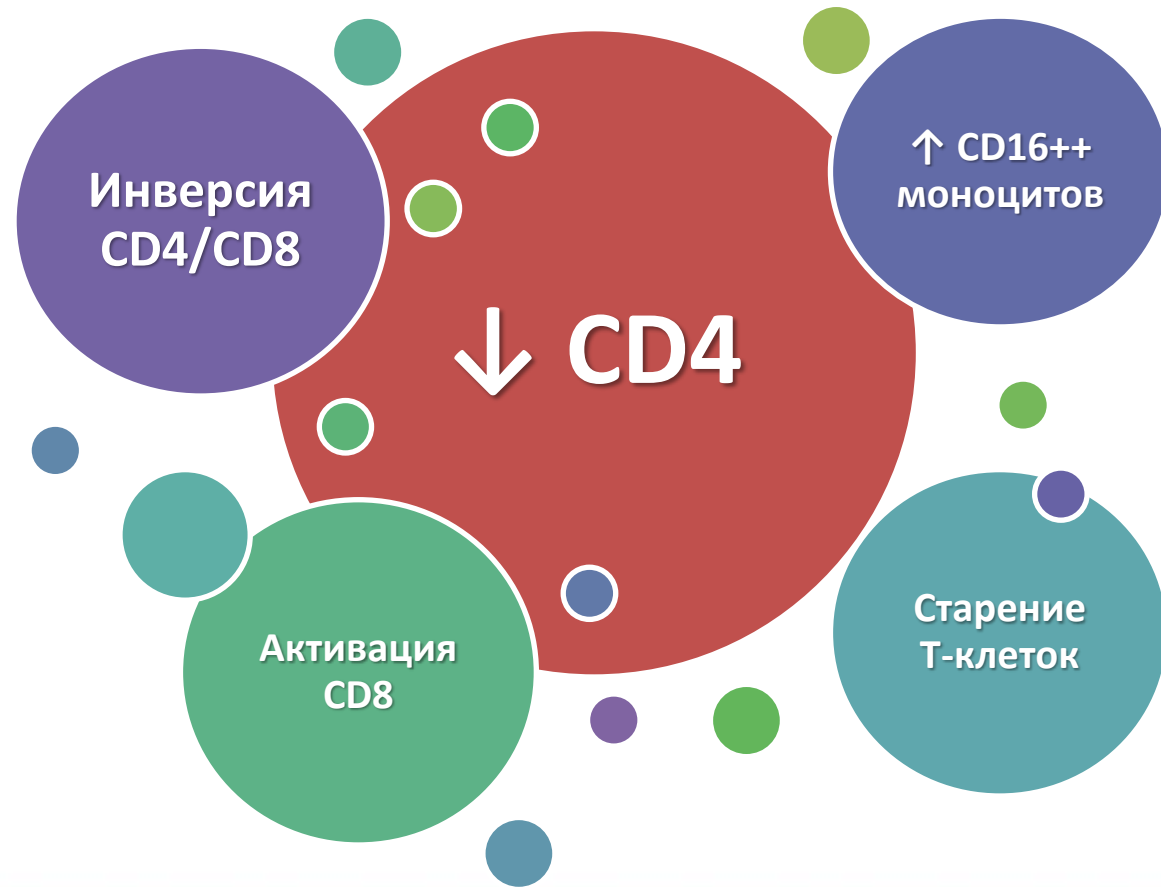 Инверсия
CD4/CD8
↑ CD16++
моноцитов
↓ CD4
Активация
CD8
Старение
Т-клеток